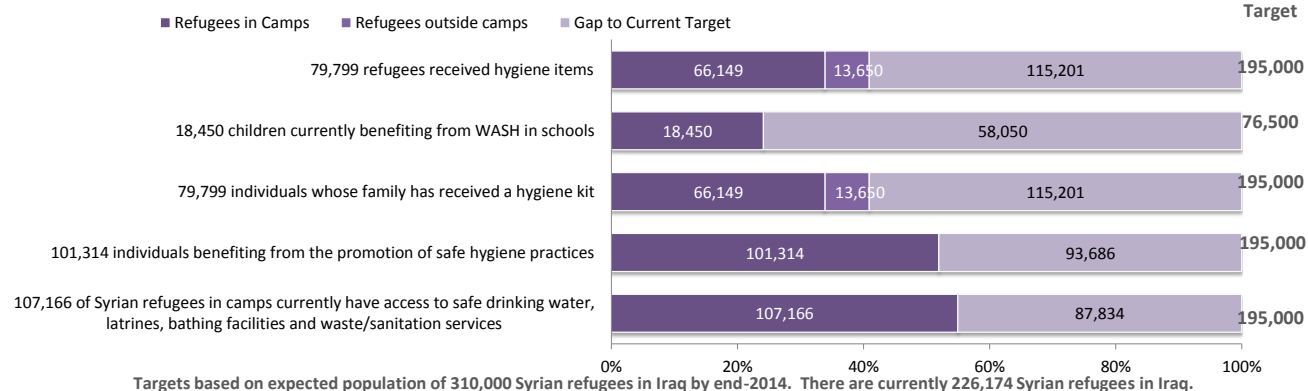 Target
Refugees in Camps Refugees outside camps Gap to Current Target
79,799 refugees received hygiene items 66,149 13,650 115,201 195,000
18,450 children currently benefiting from WASH in schools 18,450 58,050 76,500
79,799 individuals whose family has received a hygiene kit 66,149 13,650 115,201 195,000
101,314 individuals benefiting from the promotion of safe hygiene practices 101,314 93,686 195,000
107,166 of Syrian refugees in camps currently have access to safe drinking water,
latrines, bathing facilities and waste/sanitation services 107,166 87,834 195,000
0% 20% 40% 60% 80% 100%
Targets based on expected population of 310,000 Syrian refugees in Iraq by end-2014. There are currently 226,174 Syrian refugees in Iraq.